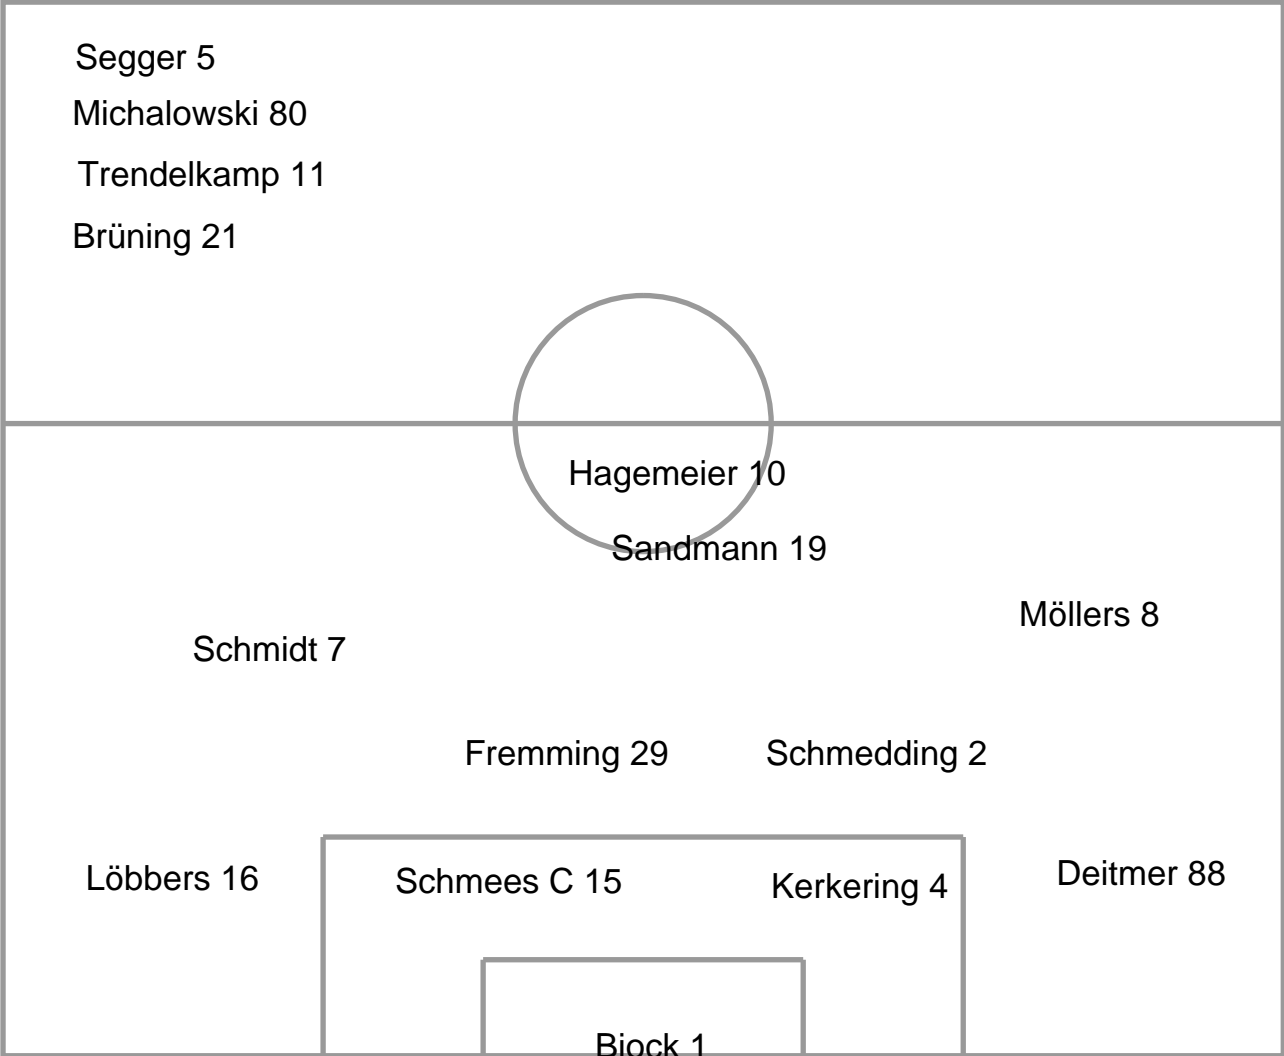 Segger 5
Michalowski 80
Trendelkamp 11
Brüning 21
Hagemeier 10
Sandmann 19
Möllers 8
Schmidt 7
Fremming 29 Schmedding 2
Löbbers 16 Schmees C 15 Kerkering 4 Deitmer 88
Biock 1